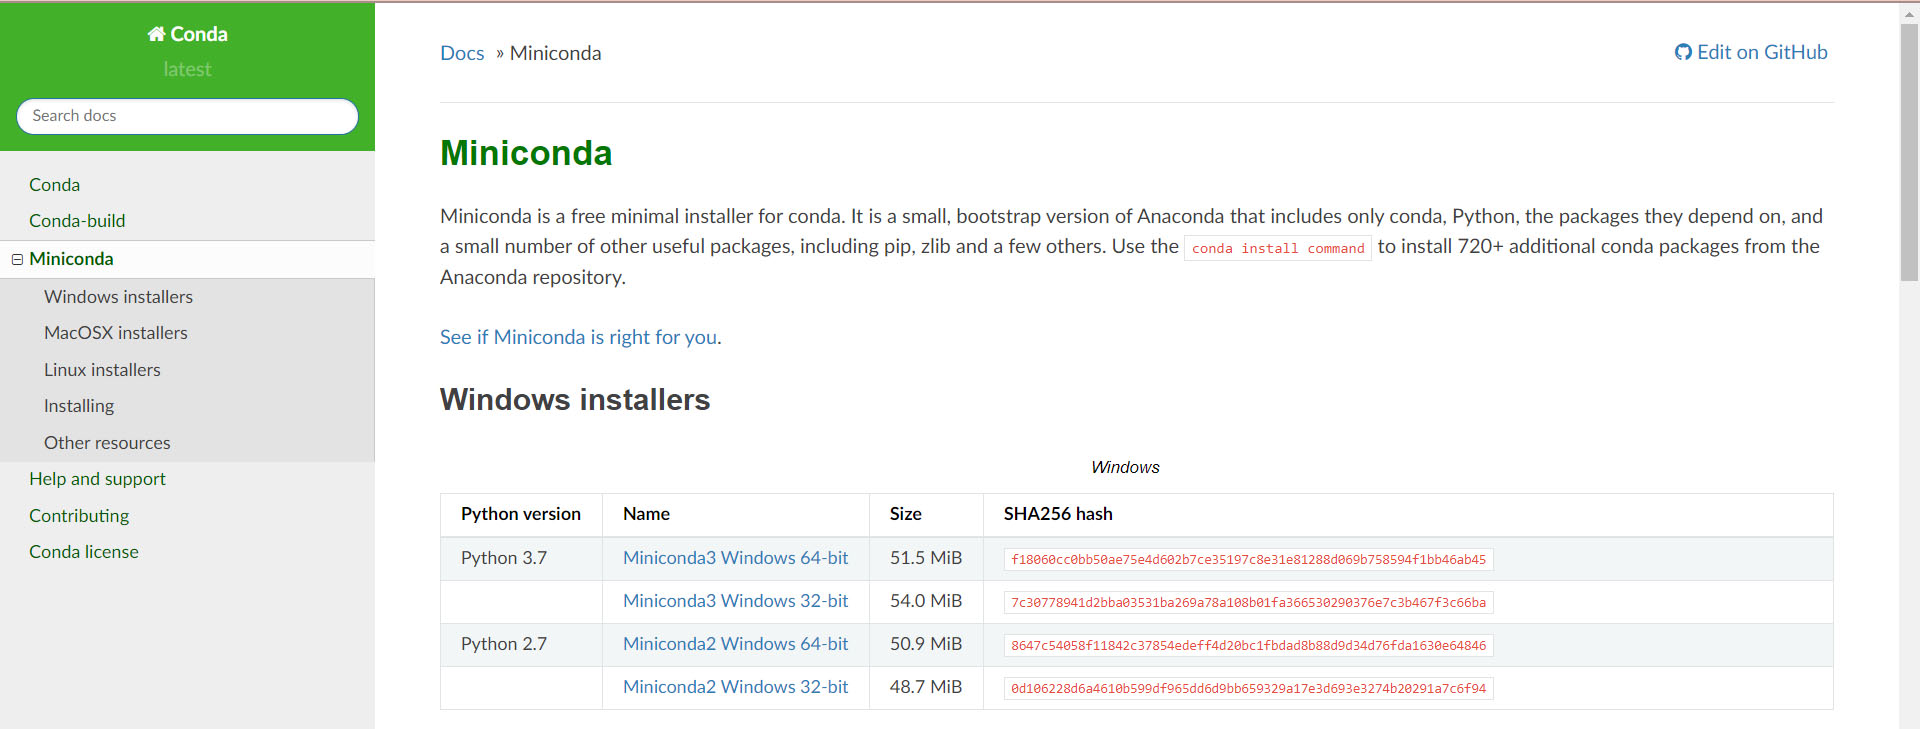 Conda
latest
Search docs
Conda
Conda-build
Miniconda
Windows installers
MacOSX installers
Linux installers
Installing
Other resources
Help and support
Contributing
Conda license
Docs » Miniconda
Edit on GitHub
Miniconda
Miniconda is a free minimal installer for conda. It is a small, bootstrap version of Anaconda that includes only conda, Python, the packages they depend on, and
a small number of other useful packages, including pip, zlib and a few others. Use the conda install command to install 720+ additional conda packages from the
Anaconda repository.
See if Miniconda is right for you.
Windows installers
Windows
Python version Name Size SHA256 hash
Python 3.7 Miniconda3 Windows 64-bit 51.5 MiB f18060cc0bb50ae75e4d602b7ce35197c8e31e81288d069b758594f1bb46ab45
Miniconda3 Windows 32-bit 54.0 MiB 7c30778941d2bba03531ba269a78a108b01fa366530290376e7c3b467f3c66ba
Python 2.7 Miniconda2 Windows 64-bit 50.9 MiB 8647c54058f11842c37854edeff4d20bc1fbdad8b88d9d34d76fda1630e64846
Miniconda2 Windows 32-bit 48.7 MiB 0d106228d6a4610b599df965dd6d9bb659329a17e3d693e3274b20291a7c6f94